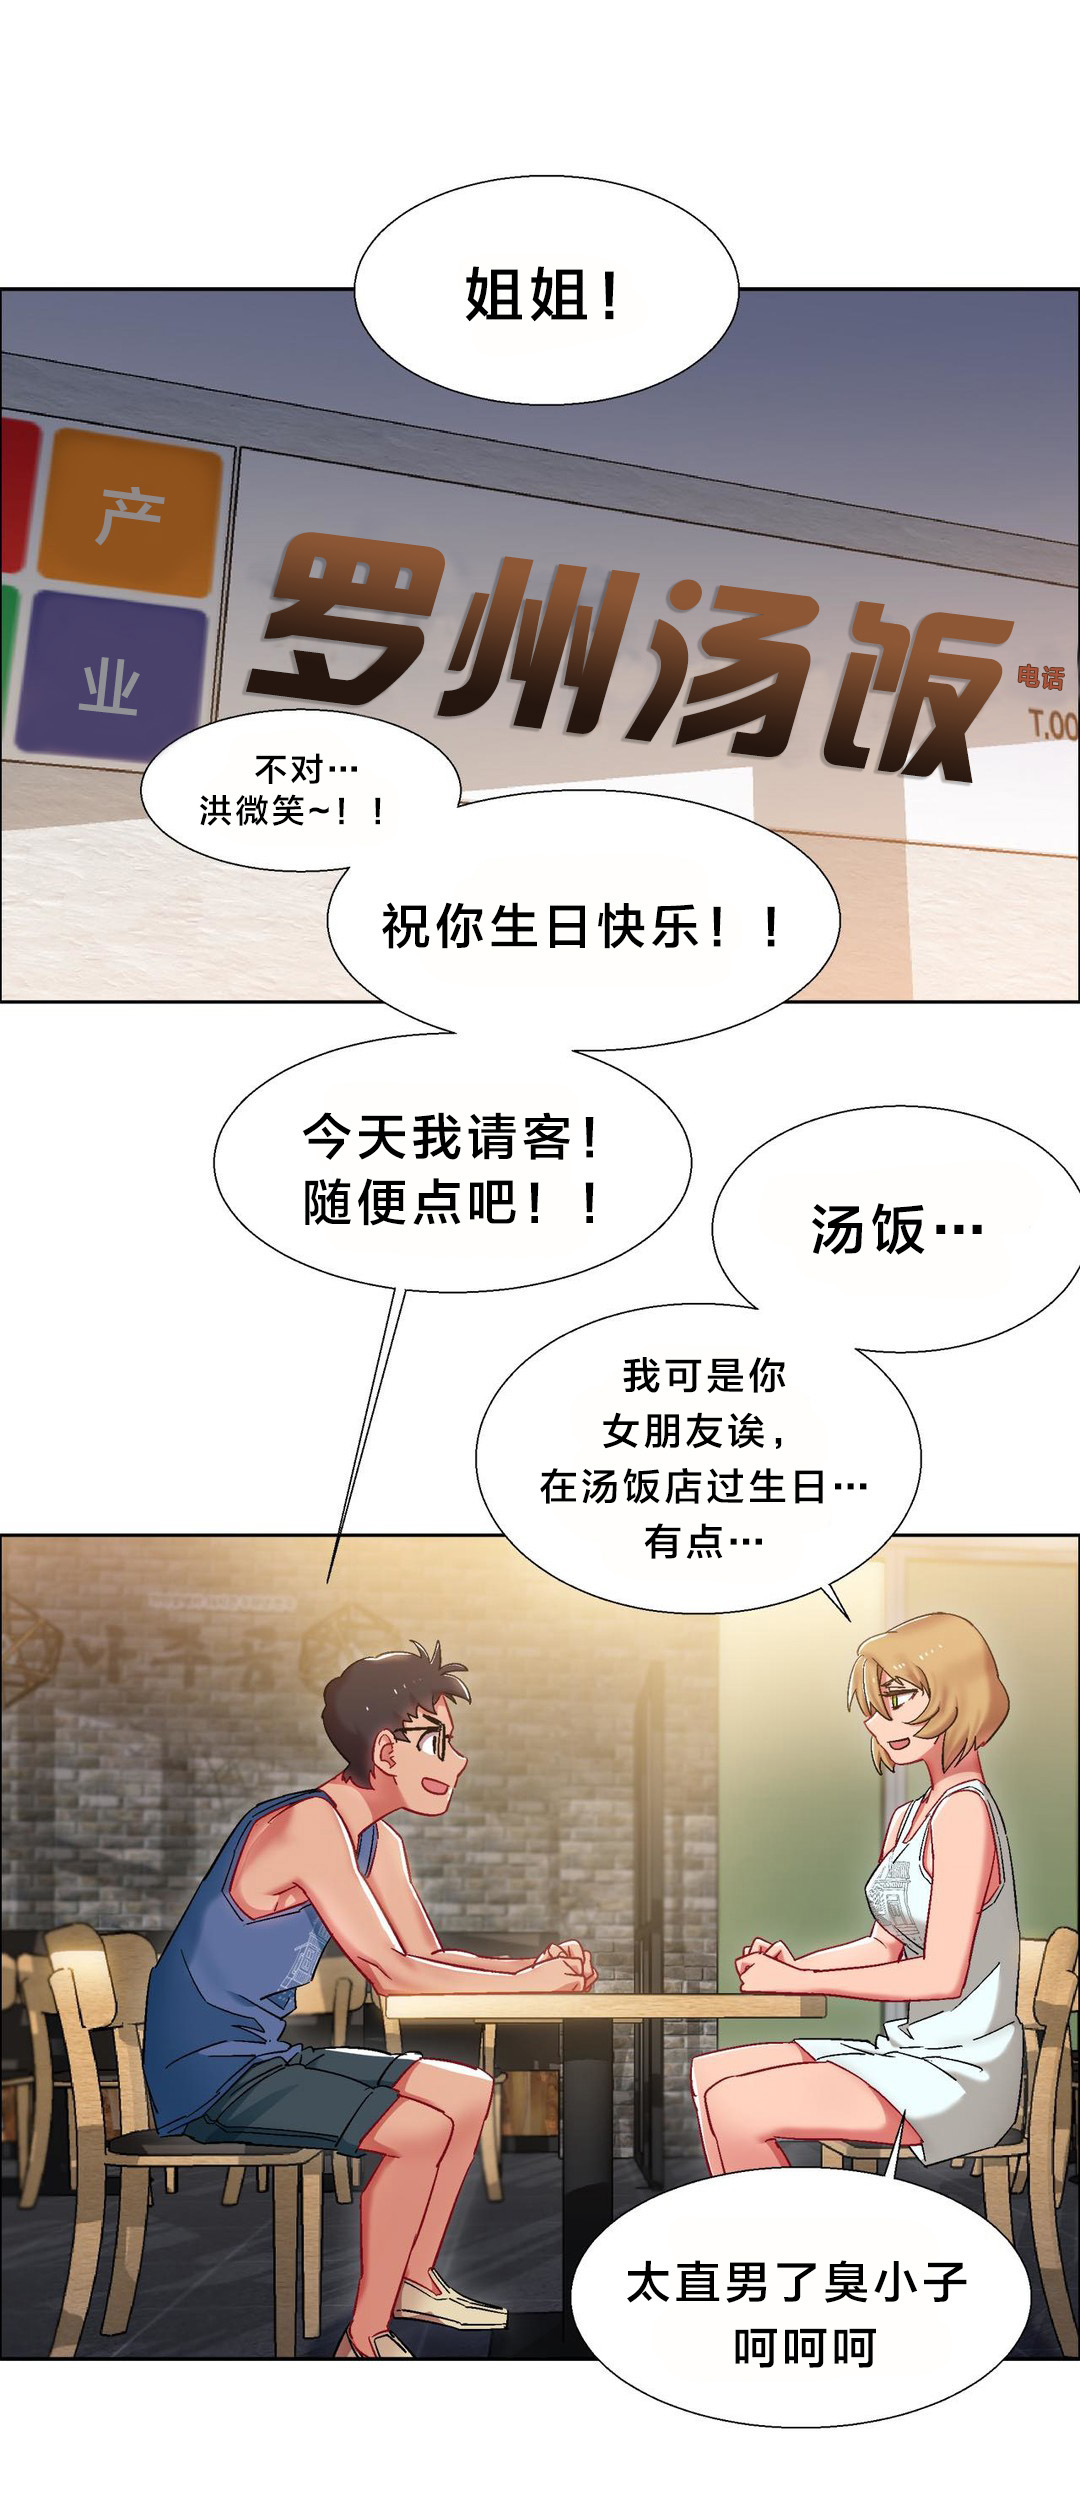 姐姐！
产
业
罗州汤饭
电话
T.00
不对…
洪微笑~！！
祝你生日快乐！！
今天我请客！
随便点吧！！
汤饭…
我可是你
女朋友诶，
在汤饭店过生日…
有点…
太直男了臭小子
呵呵呵